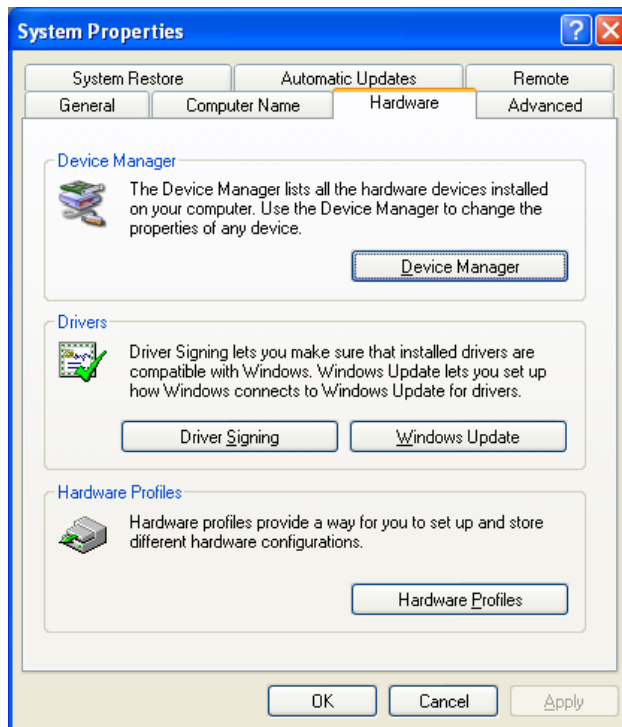 System Properties
System Restore Automatic Updates Remote
General Computer Name Hardware Advanced
Device Manager
The Device Manager lists all the hardware devices installed
on your computer. Use the Device Manager to change the
properties of any device.
Device Manager
Drivers
Driver Signing lets you make sure that installed drivers are
compatible with Windows. Windows Update lets you set up
how Windows connects to Windows Update for drivers.
Driver Signing Windows Update
Hardware Profiles
Hardware profiles provide a way for you to set up and store
different hardware configurations.
Hardware Profiles
OK Cancel Apply